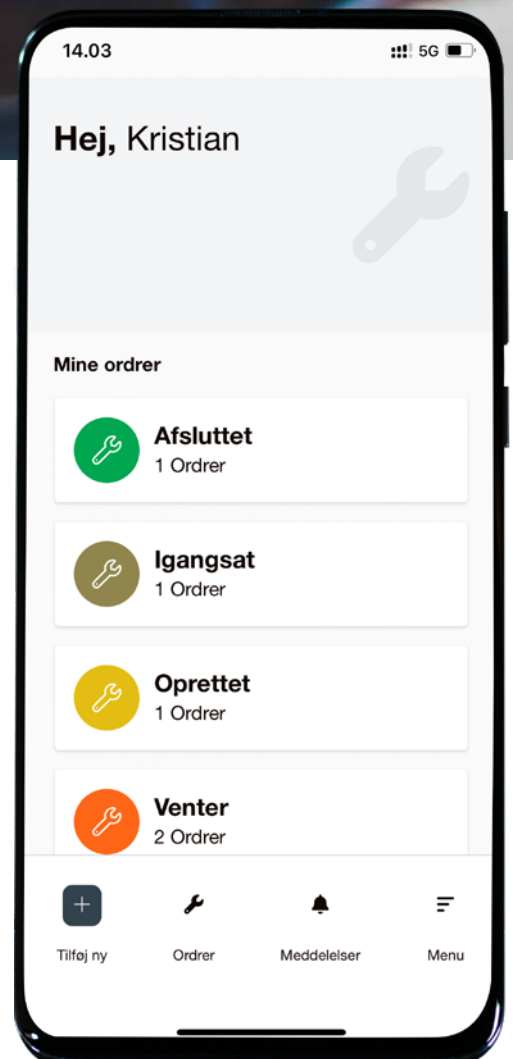 14.03
5G
Hej, Kristian
Mine ordrer
Afsluttet
1 Ordrer
Igangsat
1 Ordrer
Oprettet
1 Ordrer
Venter
2 Ordrer
Tilføj ny
Ordrer
Meddelelser
Menu